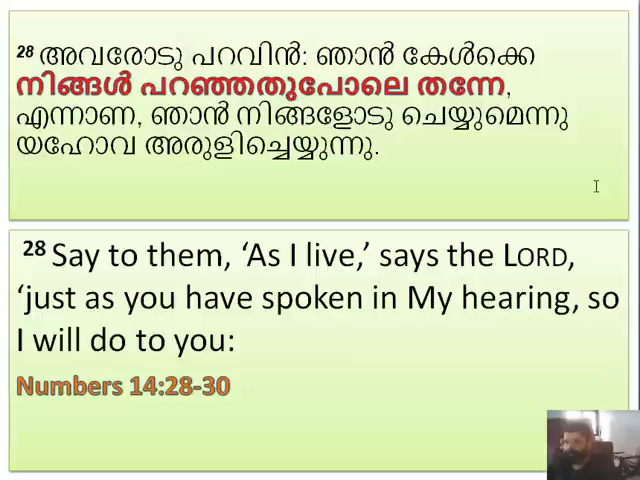 28 അവരോടു പറവിൻ: ഞാൻ കേൾക്കെ
നിങ്ങൾ പറഞ്ഞതുപോലെ തന്നേ,
എന്നാണ, ഞാൻ നിങ്ങളോടു ചെയ്യുമെന്നു
യഹോവ അരുളിച്ചെയ്യുന്നു.
28 Say to them, ‘As I live,’ says the LORD,
‘just as you have spoken in My hearing, so
I will do to you:
Numbers 14:28-30